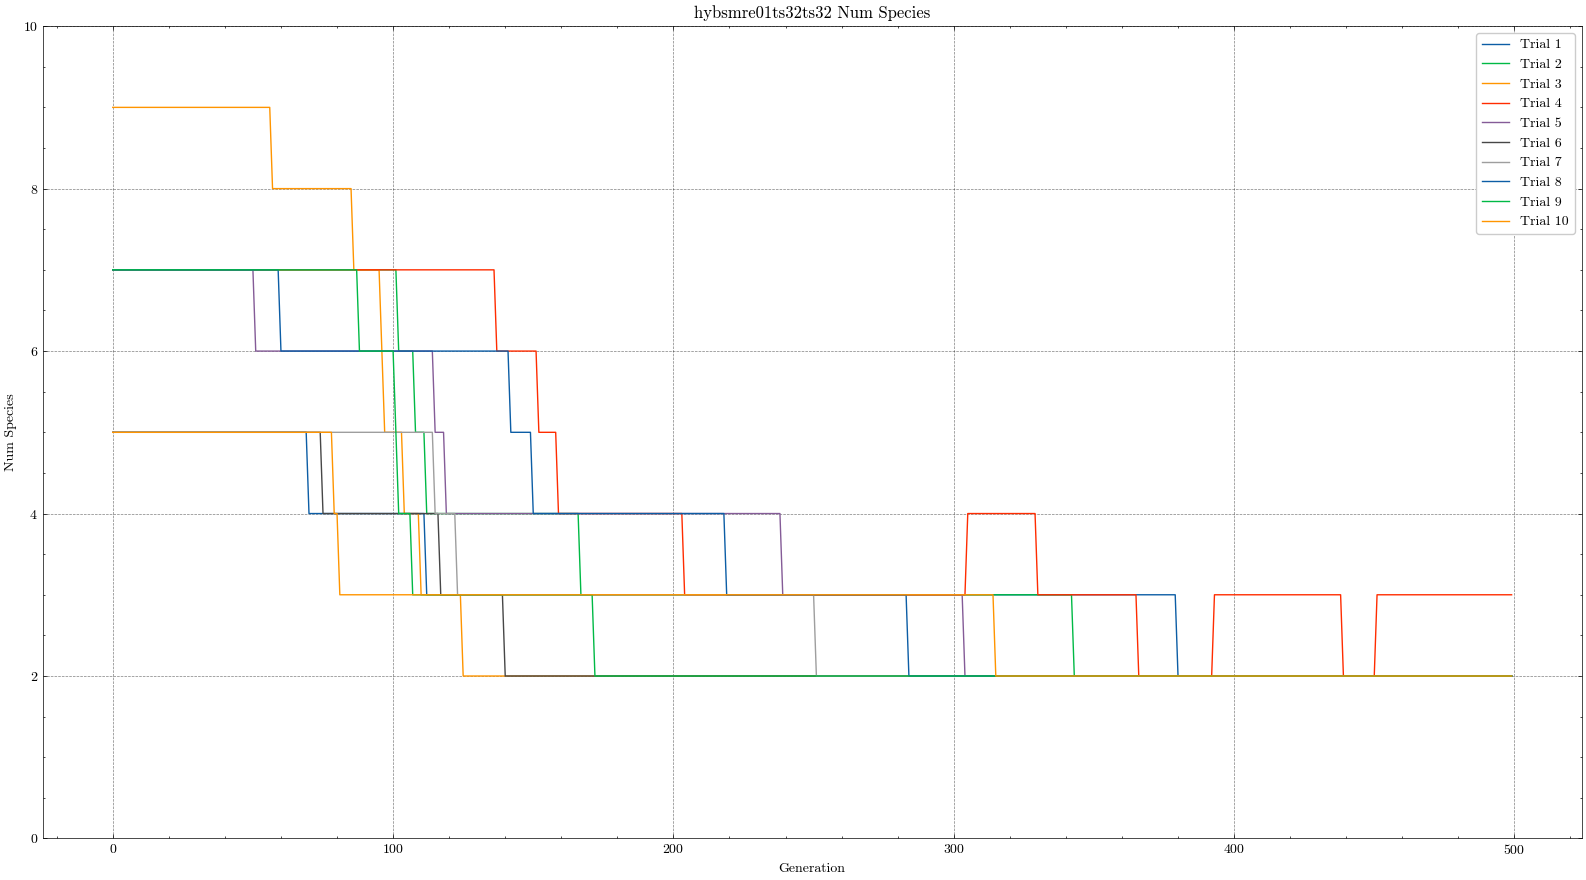 hybsmre01ts32ts32 Num Species
10
8
6
4
2
0
Num Species
0 100 200 300 400 500
Generation
Trial 1
Trial 2
Trial 3
Trial 4
Trial 5
Trial 6
Trial 7
Trial 8
Trial 9
Trial 10